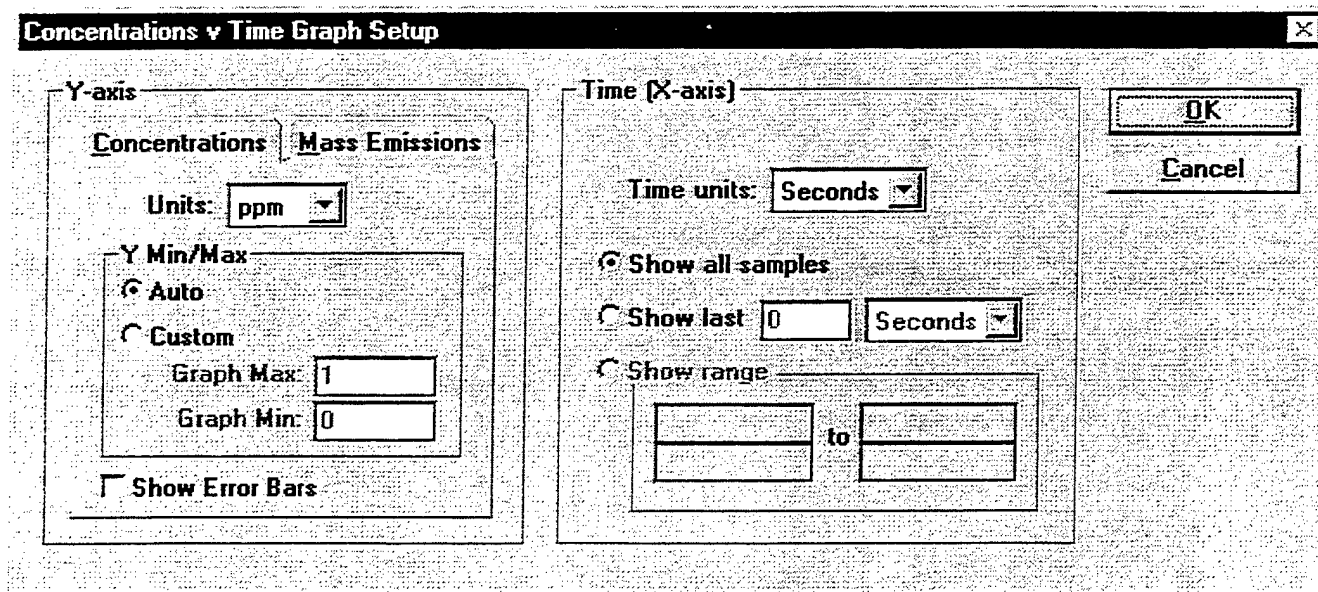 Concentrations v Time Graph Setup
Y-axis
Concentrations
Mass Emissions
Units: ppm
Y Min/Max
Auto
Custom
Graph Max: 1
Graph Min: 0
Show Error Bars
Time (X-axis)
Time units: Seconds
Show all samples
Show last 0 Seconds
Show range
to
OK
Cancel